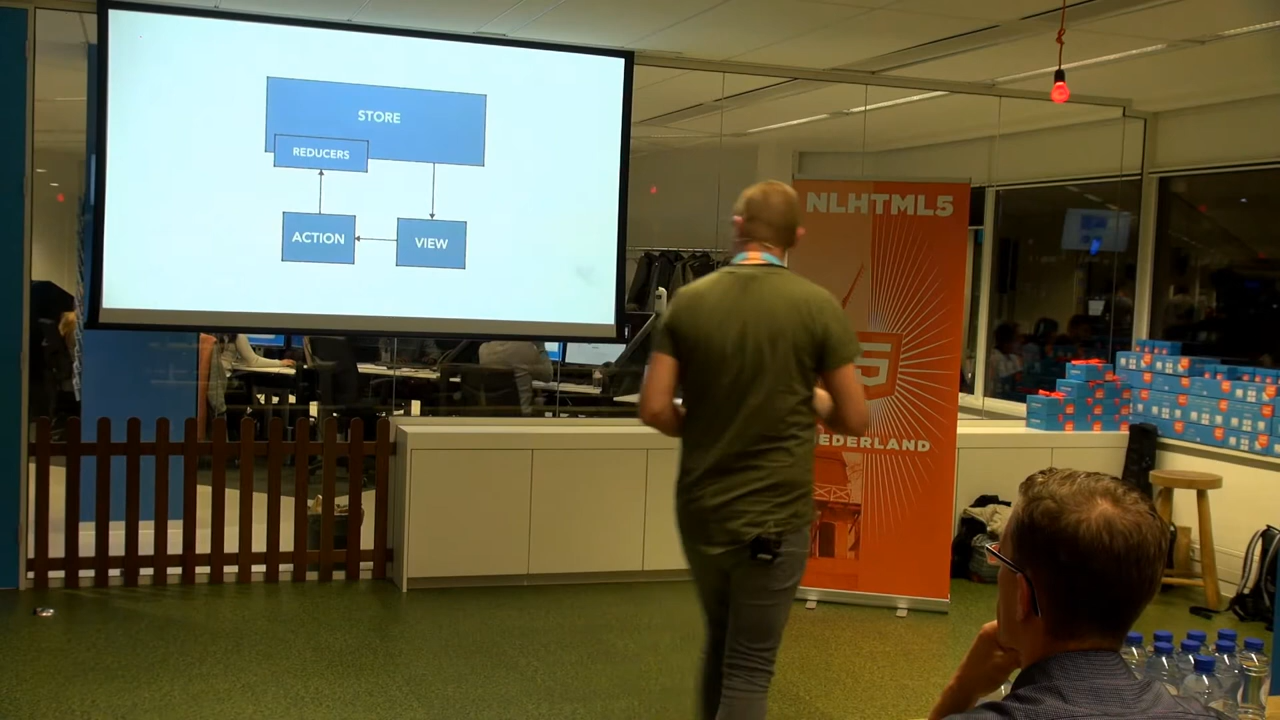 STORE
REDUCERS
ACTION
VIEW
NLHTML5
5
EDERLAND